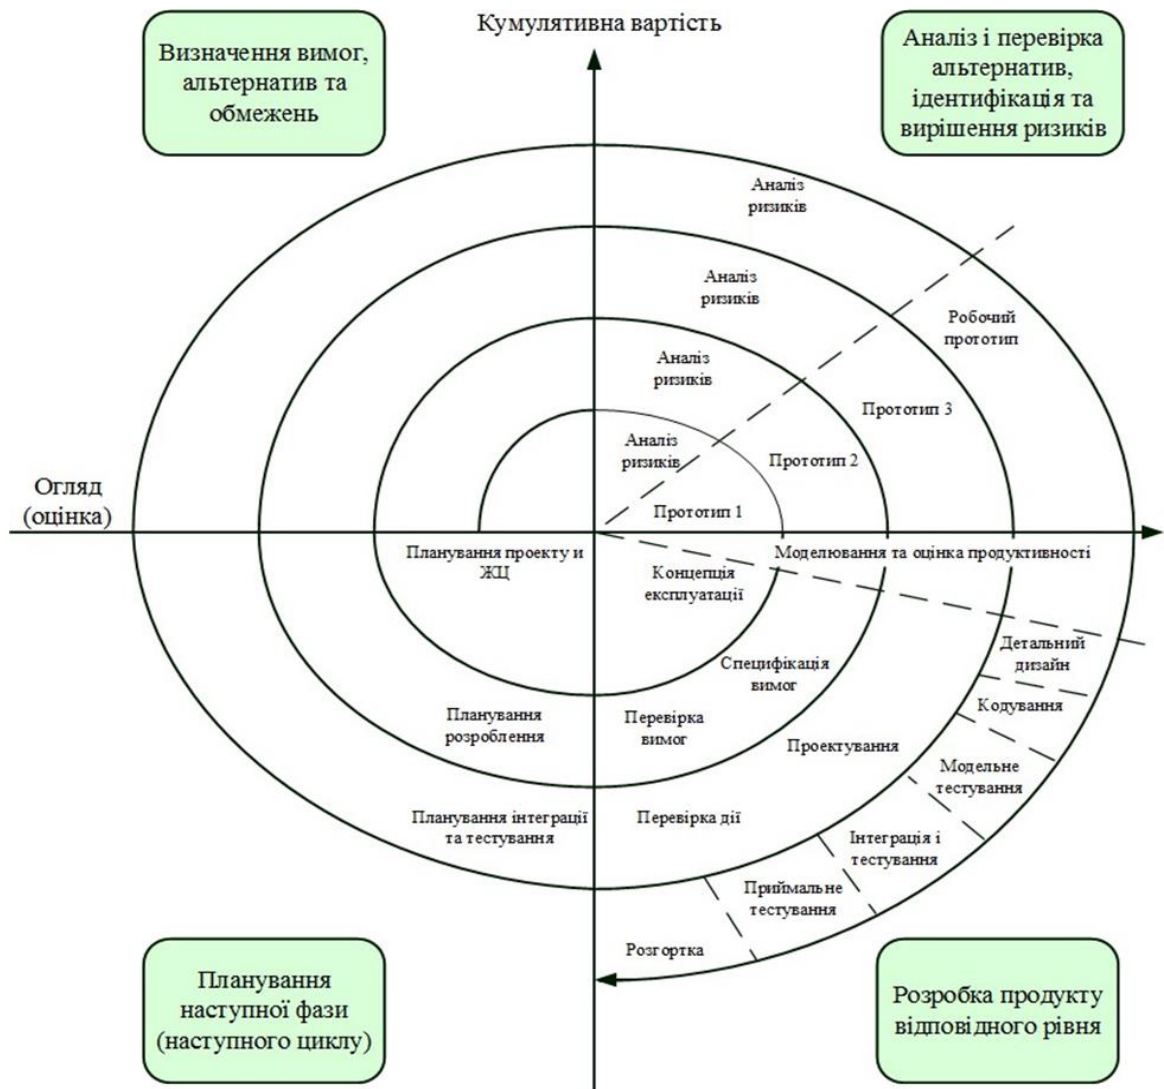 Кумулятивна вартість
Визначення вимог,
альтернатив та
обмежень
Аналіз і перевірка
альтернатив,
ідентифікація та
вирішення ризиків
Аналіз
ризиків
Аналіз
ризиків
Робочий
прототип
Аналіз
ризиків
Прототип 3
Аналіз
ризиків
Прототип 2
Прототип 1
Огляд
(оцінка)
Планування проекту и
ЖЦ
Моделювання та оцінка продуктивності
Концепція
експлуатації
Детальний
дизайн
Специфікація
вимог
Кодування
Планування
розроблення
Перевірка
вимог
Проектування
Модельне
тестування
Планування інтеграції
та тестування
Перевірка дії
Інтеграція і
тестування
Приймальне
тестування
Розгортка
Планування
наступної фази
(наступного циклу)
Розробка продукту
відповідного рівня